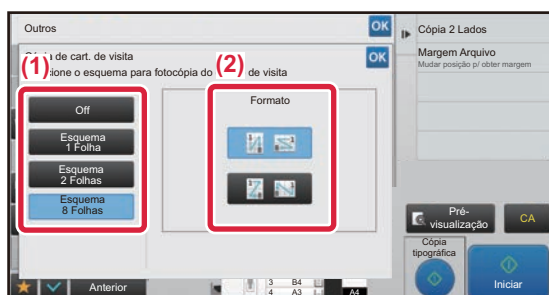 Outros
OK
Cópia 2 Lados
de cart. de visita
OK
Margem Arquivo
Mudar posição p/ obter margem
(1)
(2)
cione o esquema para fotocópia do
de visita
Off
Formato
Esquema
1 Folha
Esquema
2 Folhas
Esquema
8 Folhas
Pré-
visualização
CA
Cópia
tipográfica
Iniciar
Anterior
3 B4
4 A3
A4